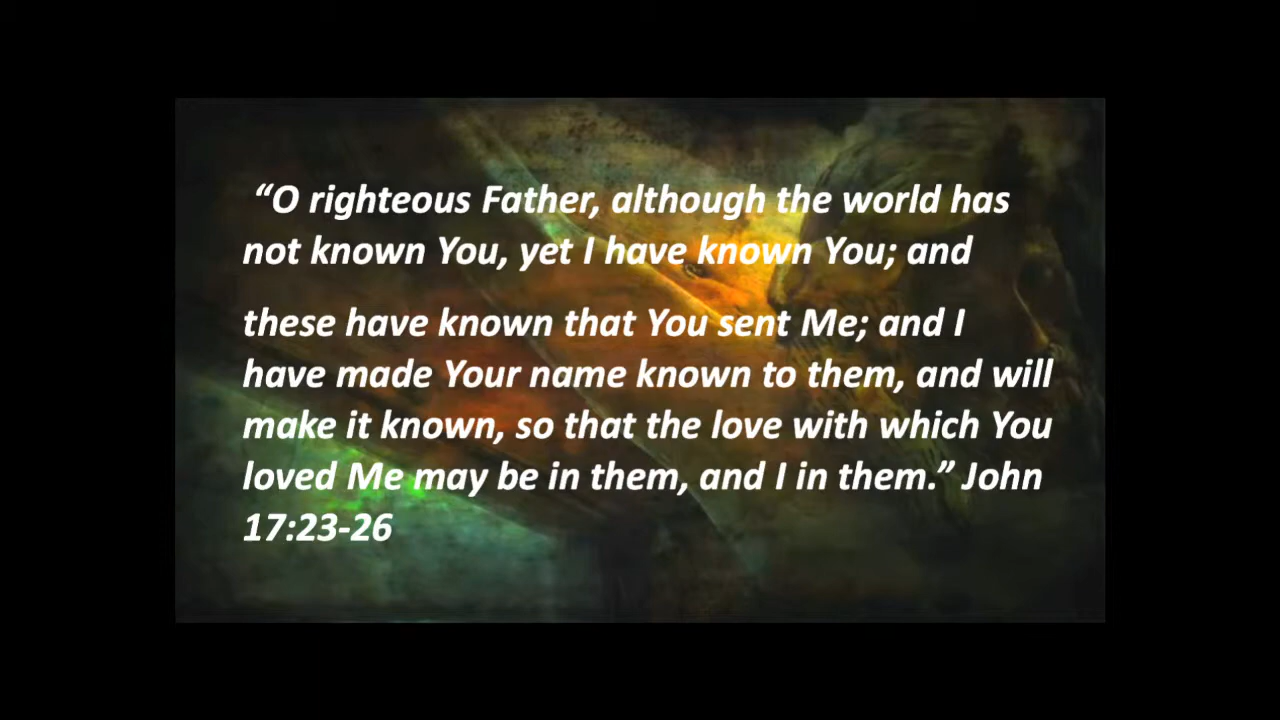 “O righteous Father, although the world has
not known You, yet I have known You; and
these have known that You sent Me; and I
have made Your name known to them, and will
make it known, so that the love with which You
loved Me may be in them, and I in them.” John
17:23-26